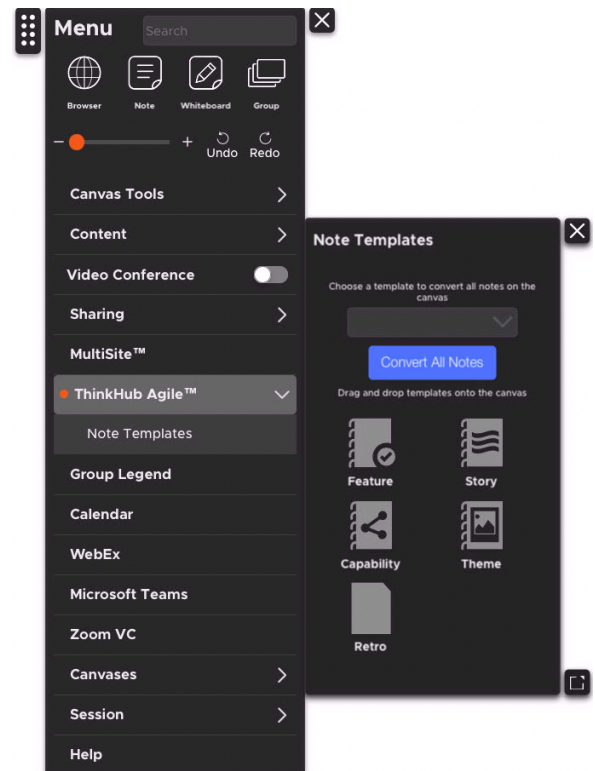 Menu
Search
Browser Note Whiteboard Group
− +
Undo Redo
Canvas Tools
Content
Video Conference
Sharing
MultiSite™
ThinkHub Agile™
Note Templates
Group Legend
Calendar
WebEx
Microsoft Teams
Zoom VC
Canvases
Session
Help
Note Templates
Choose a template to convert all notes on the
canvas
Convert All Notes
Drag and drop templates onto the canvas
Feature Story
Capability Theme
Retro